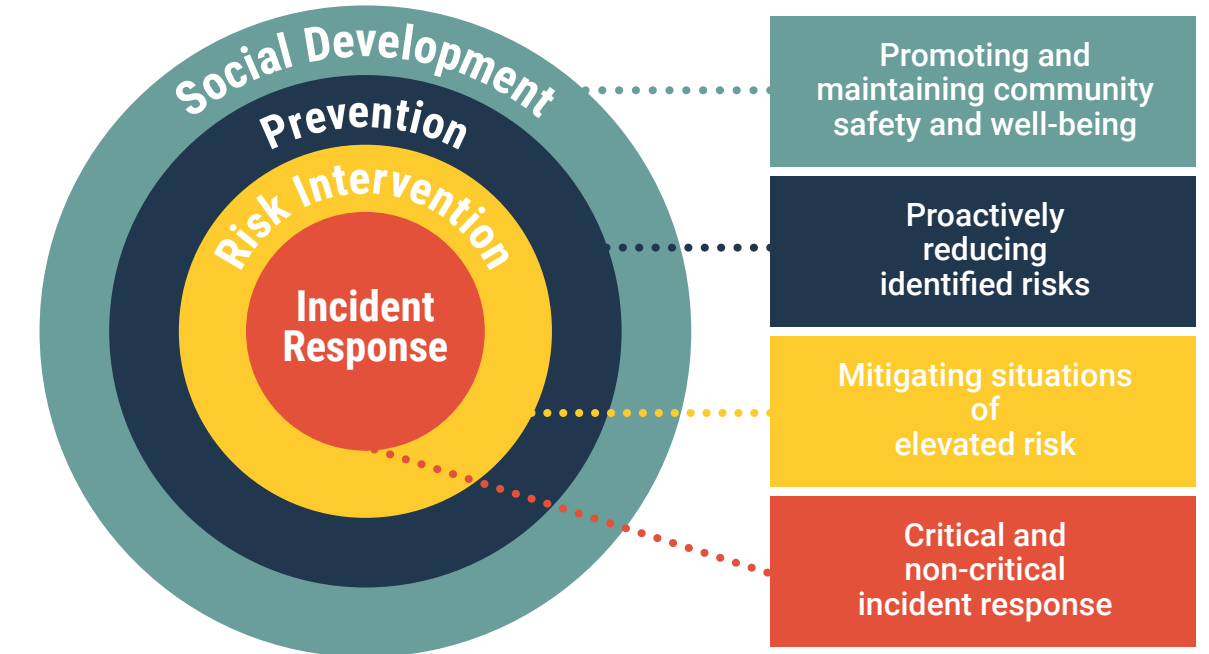 Social Development
Prevention
Risk Intervention
Incident
Response
Promoting and
maintaining community
safety and well-being
Proactively
reducing
identified risks
Mitigating situations
of
elevated risk
Critical and
non-critical
incident response